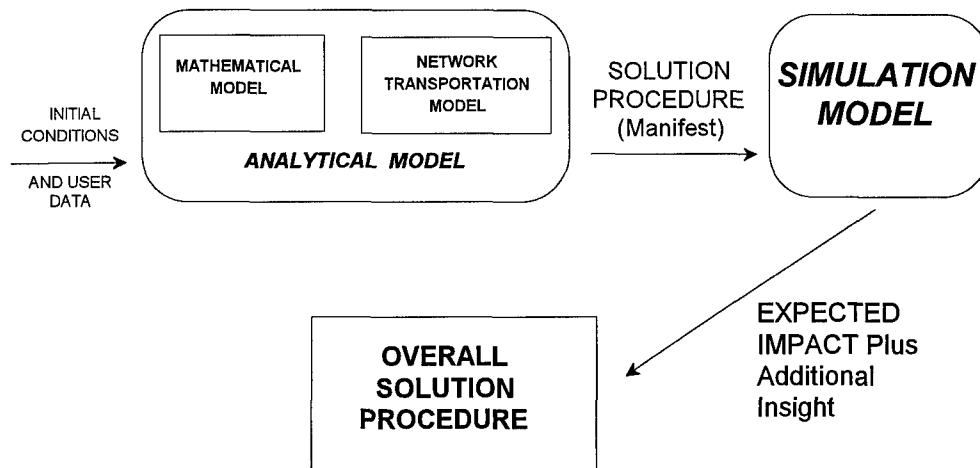 INITIAL
CONDITIONS
AND USER
DATA
MATHEMATICAL
MODEL
NETWORK
TRANSPORTATION
MODEL
ANALYTICAL MODEL
SOLUTION
PROCEDURE
(Manifest)
SIMULATION
MODEL
EXPECTED
IMPACT Plus
Additional
Insight
OVERALL
SOLUTION
PROCEDURE